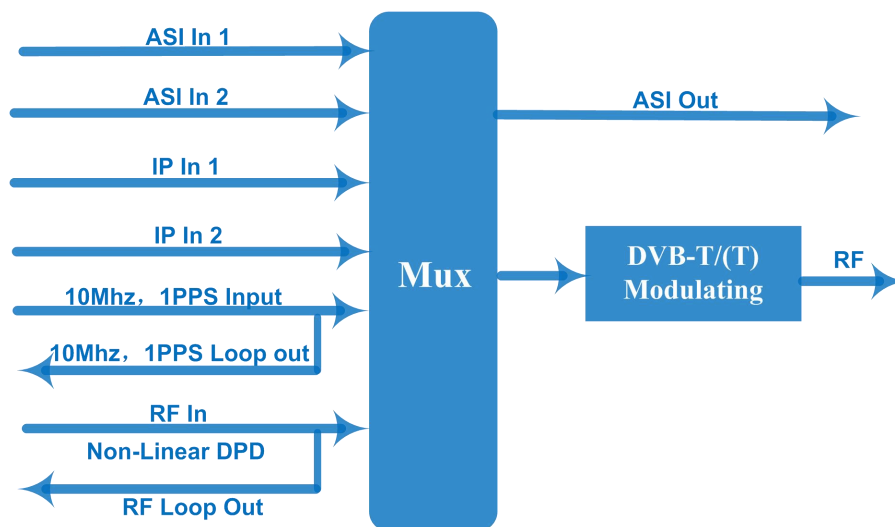 ASI In 1
ASI In 2
IP In 1
IP In 2
10Mhz，1PPS Input
10Mhz，1PPS Loop out
RF In
Non-Linear DPD
RF Loop Out
Mux
ASI Out
DVB-T/(T)
Modulating
RF